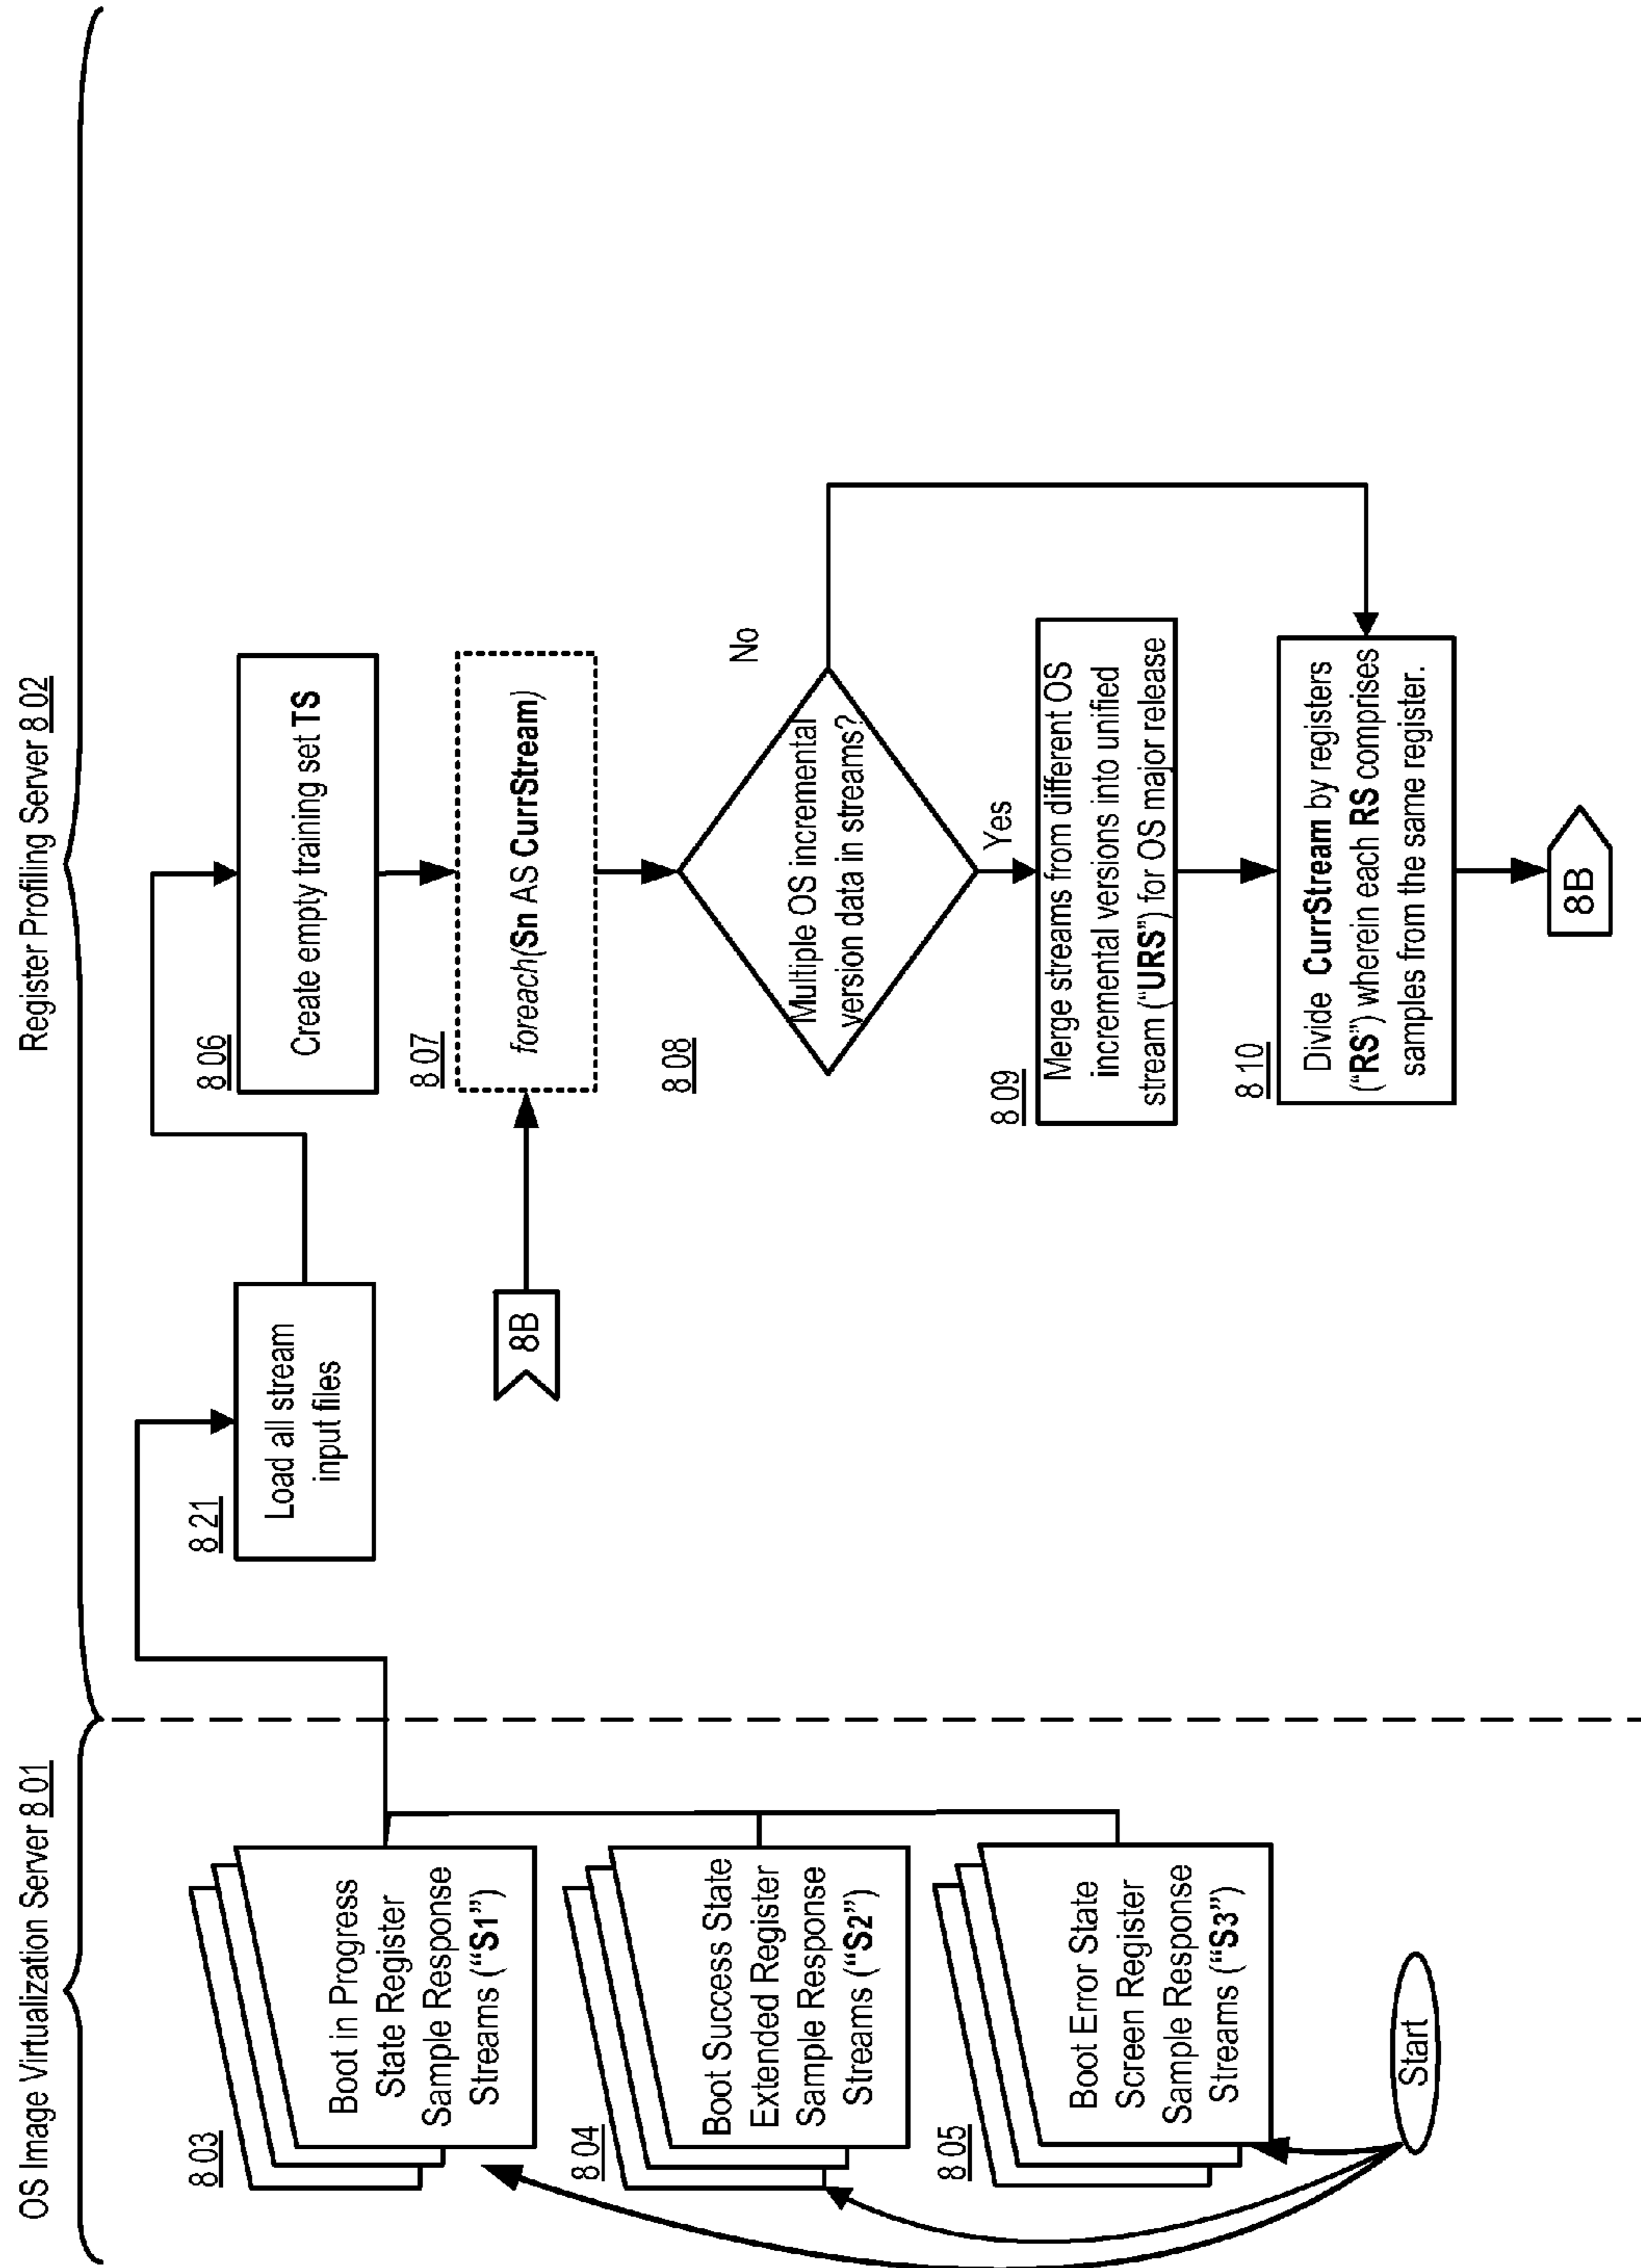 OS Image Virtualization Server 8 01
Register Profiling Server 8 02
8 03
Boot in Progress
State Register
Sample Response
Streams (“S1”)
8 04
Boot Success State
Extended Register
Sample Response
Streams (“S2”)
8 05
Boot Error State
Screen Register
Sample Response
Streams (“S3”)
Start
8 21
Load all stream
input files
8 06
Create empty training set TS
8B
8 07
foreach(Sn AS CurrStream)
8 08
Multiple OS incremental
version data in streams?
No
Yes
8 09
Merge streams from different OS
incremental versions into unified
stream (“URS”) for OS major release
8 10
Divide CurrStream by registers
(“RS”) wherein each RS comprises
samples from the same register.
8B